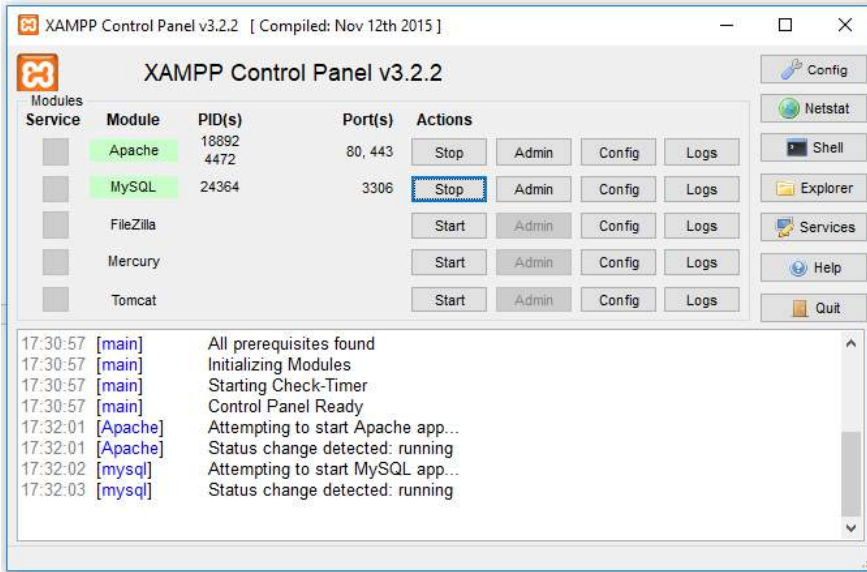 XAMPP Control Panel v3.2.2 [ Compiled: Nov 12th 2015 ]
XAMPP Control Panel v3.2.2
Modules
Service Module PID(s) Port(s) Actions
Apache 18892 4472 80, 443 Stop Admin Config Logs
MySQL 24364 3306 Stop Admin Config Logs
FileZilla Start Admin Config Logs
Mercury Start Admin Config Logs
Tomcat Start Admin Config Logs
Config
Netstat
Shell
Explorer
Services
Help
Quit
17:30:57 [main] All prerequisites found
17:30:57 [main] Initializing Modules
17:30:57 [main] Starting Check-Timer
17:30:57 [main] Control Panel Ready
17:32:01 [Apache] Attempting to start Apache app...
17:32:01 [Apache] Status change detected: running
17:32:02 [mysql] Attempting to start MySQL app...
17:32:03 [mysql] Status change detected: running